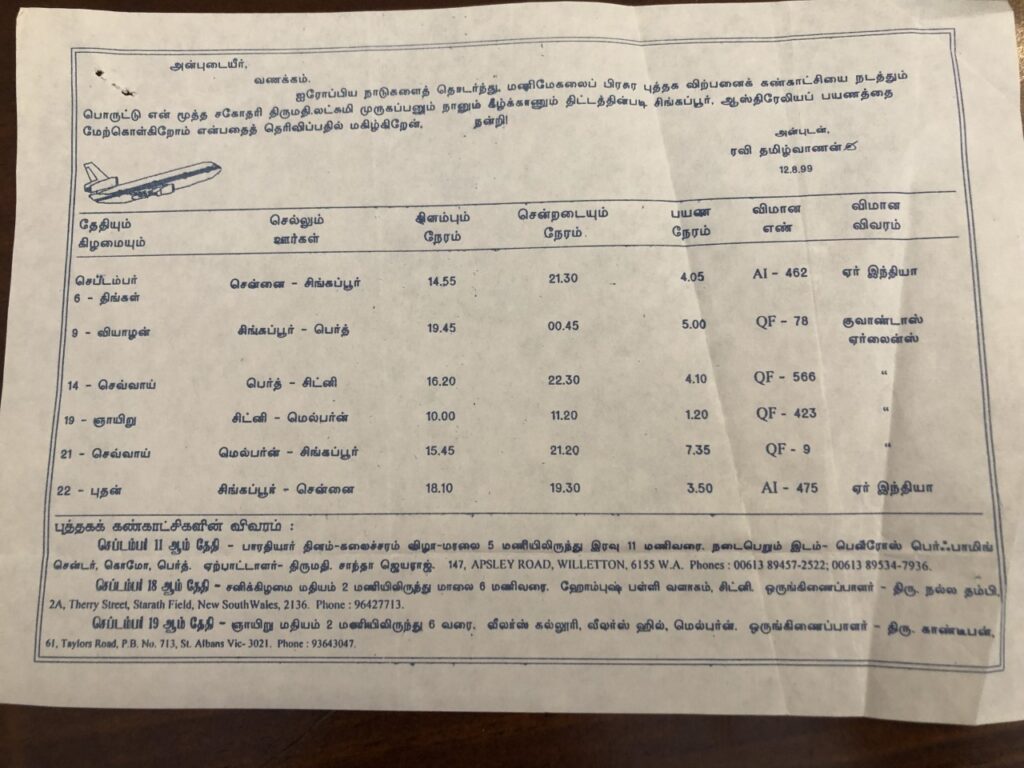 அன்புடையீர்,
வணக்கம்.
ஐரோப்பிய நாடுகளைத் தொடர்ந்து, மணிமேகலைப் பிரசுர புத்தக விற்பனைக் கண்காட்சியை நடத்தும்
பொருட்டு என் மூத்த சகோதரி திருமதி.லட்சுமி முருகப்பனும் நானும் கீழ்க்காணும் திட்டத்தின்படி சிங்கப்பூர், ஆஸ்திரேலியப் பயணத்தை
மேற்கொள்கிறோம் என்பதைத் தெரிவிப்பதில் மகிழ்கிறேன். நன்றி!
அன்புடன்,
ரவி தமிழ்வாணன்
12.8.99
தேதியும் கிழமையும் செல்லும் ஊர்கள் கிளம்பும் நேரம் சென்றடையும் நேரம் பயண நேரம் விமான எண் விமான விவரம்
செப்டம்பர்
6 - திங்கள் சென்னை - சிங்கப்பூர் 14.55 21.30 4.05 AI - 462 ஏர் இந்தியா
9 - வியாழன் சிங்கப்பூர் - பெர்த் 19.45 00.45 5.00 QF - 78 குவாண்டாஸ் ஏர்லைன்ஸ்
14 - செவ்வாய் பெர்த் - சிட்னி 16.20 22.30 4.10 QF - 566 "
19 - ஞாயிறு சிட்னி - மெல்பர்ன் 10.00 11.20 1.20 QF - 423 "
21 - செவ்வாய் மெல்பர்ன் - சிங்கப்பூர் 15.45 21.20 7.35 QF - 9 "
22 - புதன் சிங்கப்பூர் - சென்னை 18.10 19.30 3.50 AI - 475 ஏர் இந்தியா
புத்தகக் கண்காட்சிகளின் விவரம் :
செப்டம்பர் 11 ஆம் தேதி - பாரதியார் தினம்-கலைச்சரம் விழா-மாலை 5 மணியிலிருந்து இரவு 11 மணிவரை. நடைபெறும் இடம்- பென்ரோஸ் பெர்ஃபாமிங்
சென்டர், கொமோ, பெர்த். ஏற்பாட்டாளர்- திருமதி. சாந்தா ஜெயராஜ். 147, APSLEY ROAD, WILLETTON, 6155 W.A. Phones : 00613 89457-2522; 00613 89534-7936.
செப்டம்பர் 18 ஆம் தேதி - சனிக்கிழமை மதியம் 2 மணியிலிருந்து மாலை 6 மணிவரை. ஹோம்புஷ் பள்ளி வளாகம், சிட்னி. ஒருங்கிணைப்பாளர் - திரு. நல்ல தம்பி,
2A, Therry Street, Starath Field, New South Wales, 2136. Phone : 96427713.
செப்டம்பர் 19 ஆம் தேதி - ஞாயிறு மதியம் 2 மணியிலிருந்து 6 வரை. வீலர்ஸ் கல்லூரி, வீலர்ஸ் ஹில், மெல்பர்ன். ஒருங்கிணைப்பாளர் - திரு. காண்டீபன்,
61, Taylors Road, P.B. No. 713, St. Albans Vic- 3021. Phone : 93643047.